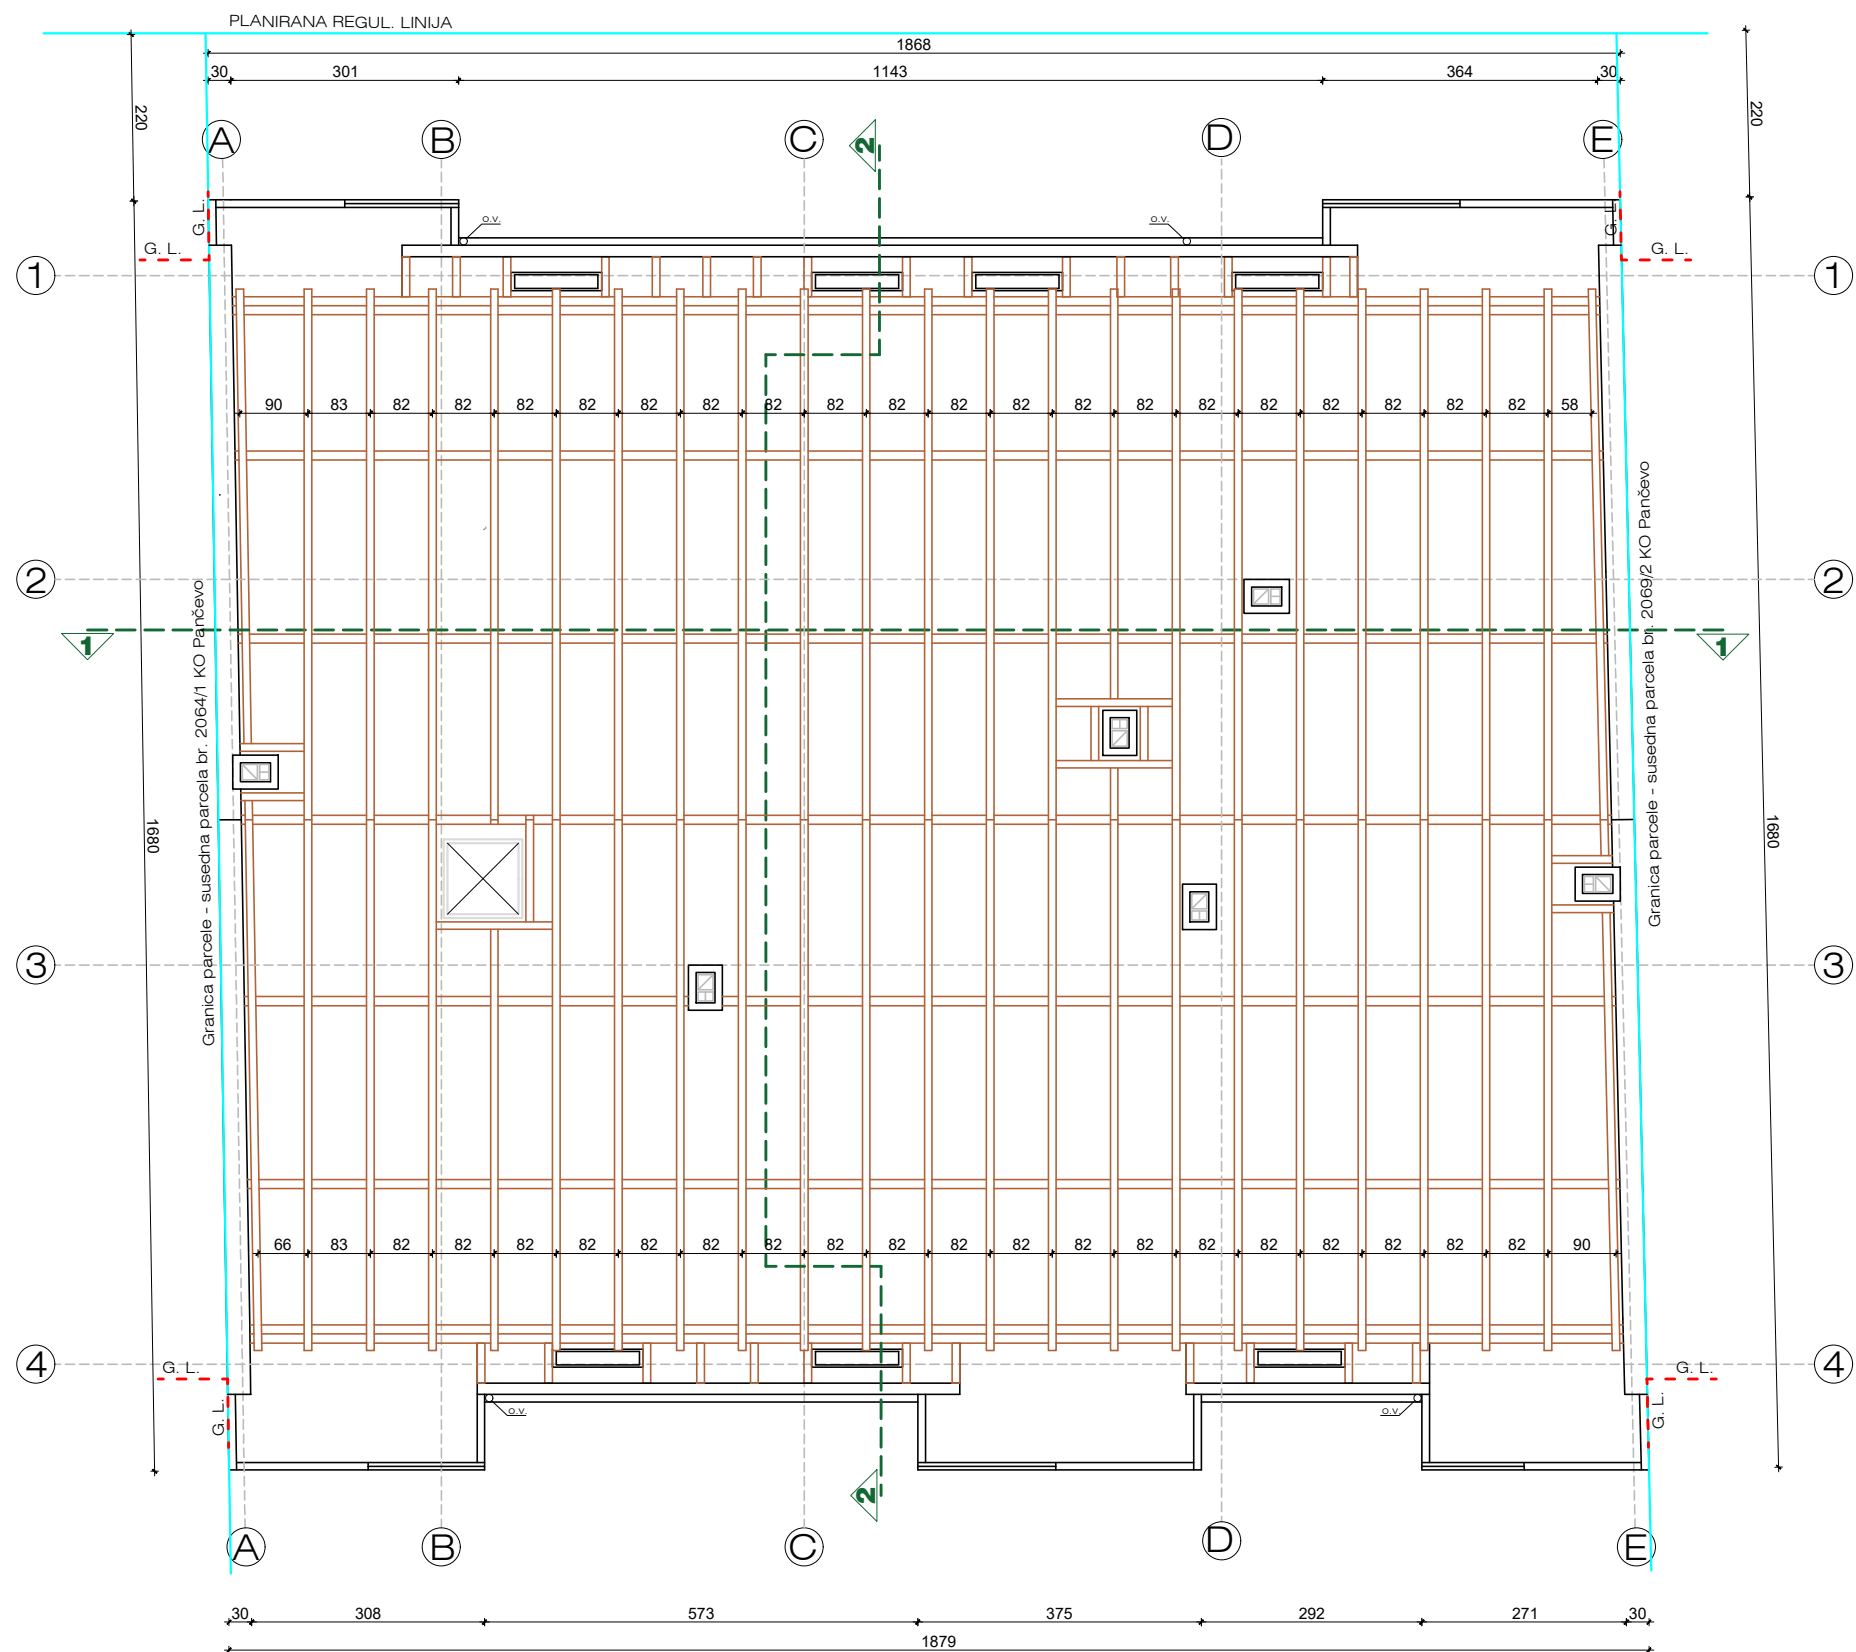 PLANIRANA REGUL. LINIJA
1868
30 301 1143 364 30
220 220
A B C 2 D E
G. L. o.v. o.v. G. L.
G. L. G. L.
1 1
90 83 82 82 82 82 82 82 82 82 82 82 82 82 82 82 82 82 82 82 82 58
2 2
1 1
Granica parcele - susedna parcela br. 2064/1 KO Pančevo
Granica parcele - susedna parcela br. 2069/2 KO Pančevo
1680 1680
3 3
66 83 82 82 82 82 82 82 82 82 82 82 82 82 82 82 82 82 82 82 82 90
4 4
G. L. G. L.
G. L. o.v. o.v. G. L.
2
A B C D E
30 308 573 375 292 271 30
1879